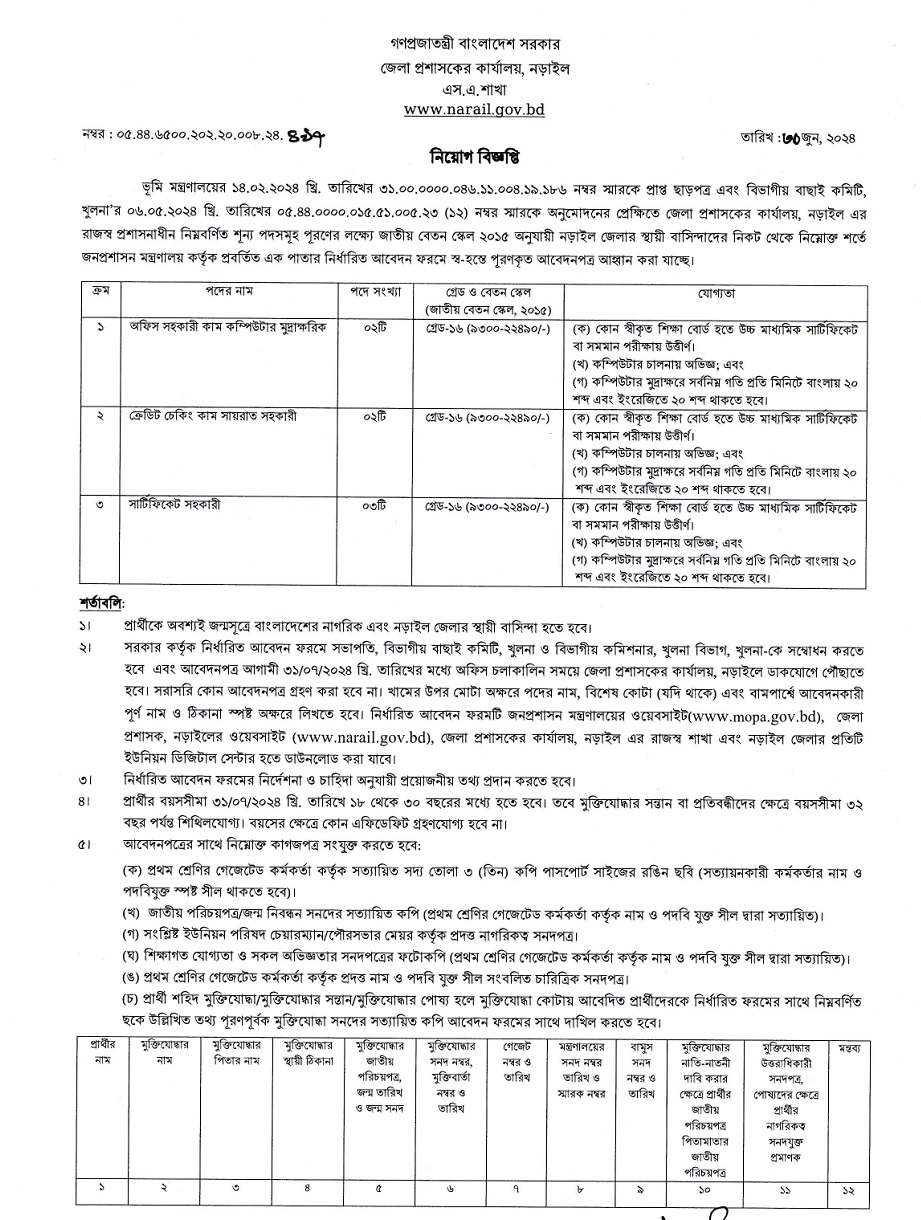 গণপ্রজাতন্ত্রী বাংলাদেশ সরকার
জেলা প্রশাসকের কার্যালয়, নড়াইল
এস.এ.শাখা
www.narail.gov.bd
নম্বর : ০৫.৪৪.৬৫০০.২০২.২০.০০৮.২৪.
তারিখ : ৩০ জুন, ২০২৪
নিয়োগ বিজ্ঞপ্তি
ভূমি মন্ত্রণালয়ের ১৪.০২.২০২৪ খ্রি. তারিখের ৩১.০০.০০০০.০৪৬.১১.০০৪.১৯.১৮৬ নম্বর স্মারকে প্রাপ্ত ছাড়পত্র এবং বিভাগীয় বাছাই কমিটি,
খুলনা'র ০৬.০৫.২০২৪ খ্রি. তারিখের ০৫.৪৪.০০০০.০১৫.৫১.০০৫.২৩ (১২) নম্বর স্মারকে অনুমোদনের প্রেক্ষিতে জেলা প্রশাসকের কার্যালয়, নড়াইল এর
রাজস্ব প্রশাসনাধীন নিম্নবর্ণিত শূন্য পদসমূহ পূরণের লক্ষ্যে জাতীয় বেতন স্কেল ২০১৫ অনুযায়ী নড়াইল জেলার স্থায়ী বাসিন্দাদের নিকট থেকে নিম্নোক্ত শর্তে
জনপ্রশাসন মন্ত্রণালয় কর্তৃক প্রবর্তিত এক পাতার নির্ধারিত আবেদন ফরমে স্ব-হস্তে পূরণকৃত আবেদনপত্র আহ্বান করা যাচ্ছে।
ক্রম পদের নাম পদে সংখ্যা গ্রেড ও বেতন স্কেল (জাতীয় বেতন স্কেল, ২০১৫) যোগ্যতা
১ অফিস সহকারী কাম কম্পিউটার মুদ্রাক্ষরিক ০২টি গ্রেড-১৬ (৯৩০০-২২৪৯০/-) (ক) কোন স্বীকৃত শিক্ষা বোর্ড হতে উচ্চ মাধ্যমিক সার্টিফিকেট
বা সমমান পরীক্ষায় উত্তীর্ণ।
(খ) কম্পিউটার চালনায় অভিজ্ঞ; এবং
(গ) কম্পিউটার মুদ্রাক্ষরে সর্বনিম্ন গতি প্রতি মিনিটে বাংলায় ২০
শব্দ এবং ইংরেজিতে ২০ শব্দ থাকতে হবে।
২ ক্রেডিট চেকিং কাম সায়রাত সহকারী ০২টি গ্রেড-১৬ (৯৩০০-২২৪৯০/-) (ক) কোন স্বীকৃত শিক্ষা বোর্ড হতে উচ্চ মাধ্যমিক সার্টিফিকেট
বা সমমান পরীক্ষায় উত্তীর্ণ।
(খ) কম্পিউটার চালনায় অভিজ্ঞ; এবং
(গ) কম্পিউটার মুদ্রাক্ষরে সর্বনিম্ন গতি প্রতি মিনিটে বাংলায় ২০
শব্দ এবং ইংরেজিতে ২০ শব্দ থাকতে হবে।
৩ সার্টিফিকেট সহকারী ০৩টি গ্রেড-১৬ (৯৩০০-২২৪৯০/-) (ক) কোন স্বীকৃত শিক্ষা বোর্ড হতে উচ্চ মাধ্যমিক সার্টিফিকেট
বা সমমান পরীক্ষায় উত্তীর্ণ।
(খ) কম্পিউটার চালনায় অভিজ্ঞ; এবং
(গ) কম্পিউটার মুদ্রাক্ষরে সর্বনিম্ন গতি প্রতি মিনিটে বাংলায় ২০
শব্দ এবং ইংরেজিতে ২০ শব্দ থাকতে হবে।
শর্তাবলি:
১। প্রার্থীকে অবশ্যই জন্মসূত্রে বাংলাদেশের নাগরিক এবং নড়াইল জেলার স্থায়ী বাসিন্দা হতে হবে।
২। সরকার কর্তৃক নির্ধারিত আবেদন ফরমে সভাপতি, বিভাগীয় বাছাই কমিটি, খুলনা ও বিভাগীয় কমিশনার, খুলনা বিভাগ, খুলনা-কে সম্বোধন করতে
হবে এবং আবেদনপত্র আগামী ৩১/০৭/২০২৪ খ্রি. তারিখের মধ্যে অফিস চলাকালিন সময়ে জেলা প্রশাসকের কার্যালয়, নড়াইলে ডাকযোগে পৌঁছাতে
হবে। সরাসরি কোন আবেদনপত্র গ্রহণ করা হবে না। খামের উপর মোটা অক্ষরে পদের নাম, বিশেষ কোটা (যদি থাকে) এবং বামপার্শ্বে আবেদনকারী
পূর্ণ নাম ও ঠিকানা স্পষ্ট অক্ষরে লিখতে হবে। নির্ধারিত আবেদন ফরমটি জনপ্রশাসন মন্ত্রণালয়ের ওয়েবসাইট(www.mopa.gov.bd), জেলা
প্রশাসক, নড়াইলের ওয়েবসাইট (www.narail.gov.bd), জেলা প্রশাসকের কার্যালয়, নড়াইল এর রাজস্ব শাখা এবং নড়াইল জেলার প্রতিটি
ইউনিয়ন ডিজিটাল সেন্টার হতে ডাউনলোড করা যাবে।
৩। নির্ধারিত আবেদন ফরমের নির্দেশনা ও চাহিদা অনুযায়ী প্রয়োজনীয় তথ্য প্রদান করতে হবে।
৪। প্রার্থীর বয়সসীমা ৩১/০৭/২০২৪ খ্রি. তারিখে ১৮ থেকে ৩০ বছরের মধ্যে হতে হবে। তবে মুক্তিযোদ্ধার সন্তান বা প্রতিবন্ধীদের ক্ষেত্রে বয়সসীমা ৩২
বছর পর্যন্ত শিথিলযোগ্য। বয়সের ক্ষেত্রে কোন এফিডেফিট গ্রহণযোগ্য হবে না।
৫। আবেদনপত্রের সাথে নিম্নোক্ত কাগজপত্র সংযুক্ত করতে হবে:
(ক) প্রথম শ্রেণির গেজেটেড কর্মকর্তা কর্তৃক সত্যায়িত সদ্য তোলা ৩ (তিন) কপি পাসপোর্ট সাইজের রঙিন ছবি (সত্যায়নকারী কর্মকর্তার নাম ও
পদবিযুক্ত স্পষ্ট সীল থাকতে হবে)।
(খ) জাতীয় পরিচয়পত্র/জন্ম নিবন্ধন সনদের সত্যায়িত কপি (প্রথম শ্রেণির গেজেটেড কর্মকর্তা কর্তৃক নাম ও পদবি যুক্ত সীল দ্বারা সত্যায়িত)।
(গ) সংশ্লিষ্ট ইউনিয়ন পরিষদ চেয়ারম্যান/পৌরসভার মেয়র কর্তৃক প্রদত্ত নাগরিকত্ব সনদপত্র।
(ঘ) শিক্ষাগত যোগ্যতা ও সকল অভিজ্ঞতার সনদপত্রের ফটোকপি (প্রথম শ্রেণির গেজেটেড কর্মকর্তা কর্তৃক নাম ও পদবি যুক্ত সীল দ্বারা সত্যায়িত)।
(ঙ) প্রথম শ্রেণির গেজেটেড কর্মকর্তা কর্তৃক প্রদত্ত নাম ও পদবি যুক্ত সীল সংবলিত চারিত্রিক সনদপত্র।
(চ) প্রার্থী শহিদ মুক্তিযোদ্ধা/মুক্তিযোদ্ধার সন্তান/মুক্তিযোদ্ধার পোষ্য হলে মুক্তিযোদ্ধা কোটায় আবেদিত প্রার্থীদেরকে নির্ধারিত ফরমের সাথে নিম্নবর্ণিত
ছকে উল্লিখিত তথ্য পূরণপূর্বক মুক্তিযোদ্ধা সনদের সত্যায়িত কপি আবেদন ফরমের সাথে দাখিল করতে হবে।
প্রার্থীর নাম মুক্তিযোদ্ধার নাম মুক্তিযোদ্ধার পিতার নাম মুক্তিযোদ্ধার স্থায়ী ঠিকানা মুক্তিযোদ্ধার জাতীয় পরিচয়পত্র, জন্ম তারিখ ও জন্ম সনদ মুক্তিযোদ্ধার সনদ নম্বর, মুক্তিবার্তা নম্বর ও তারিখ গেজেট নম্বর ও তারিখ মন্ত্রণালয়ের সনদ নম্বর তারিখ ও স্মারক নম্বর বামুস সনদ নম্বর ও তারিখ মুক্তিযোদ্ধার নাতি-নাতনী দাবি করার ক্ষেত্রে প্রার্থীর জাতীয় পরিচয়পত্র পিতামাতার জাতীয় পরিচয়পত্র মুক্তিযোদ্ধার উত্তরাধিকারী সনদপত্র, পোষ্যদের ক্ষেত্রে প্রার্থীর নাগরিকত্ব সনদযুক্ত প্রমাণক মন্তব্য
১ ২ ৩ ৪ ৫ ৬ ৭ ৮ ৯ ১০ ১১ ১২